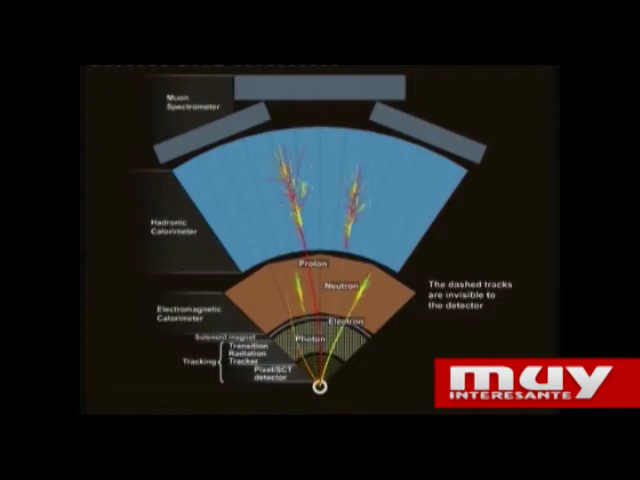 Muon
Spectrometer
Hadronic
Calorimeter
Proton
Neutron
The dashed tracks
are invisible to
the detector
Electromagnetic
Calorimeter
Electron
Solenoid magnet
Photon
Transition
Radiation
Tracker
Tracking
Pixel/SCT
detector
muy
INTERESANTE